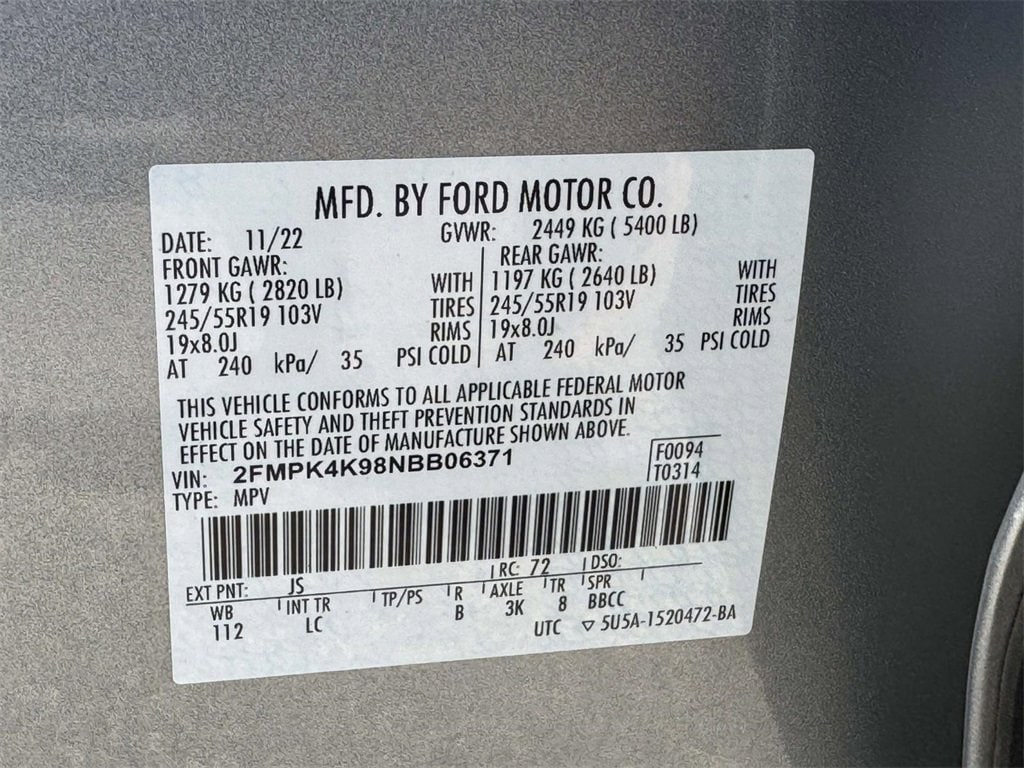 MFD. BY FORD MOTOR CO.
DATE: 11/22 GVWR: 2449 KG ( 5400 LB)
FRONT GAWR: REAR GAWR:
1279 KG ( 2820 LB) WITH 1197 KG ( 2640 LB) WITH
245/55R19 103V TIRES 245/55R19 103V TIRES
19x8.0J RIMS 19x8.0J RIMS
AT 240 kPa/ 35 PSI COLD AT 240 kPa/ 35 PSI COLD
THIS VEHICLE CONFORMS TO ALL APPLICABLE FEDERAL MOTOR
VEHICLE SAFETY AND THEFT PREVENTION STANDARDS IN
EFFECT ON THE DATE OF MANUFACTURE SHOWN ABOVE.
VIN: 2FMPK4K98NBB06371 F0094
TYPE: MPV T0314
EXT PNT: JS RC: 72 DSO:
WB INT TR TP/PS R AXLE TR SPR
112 LC B 3K 8 BBCC
UTC ▽ 5U5A-1520472-BA